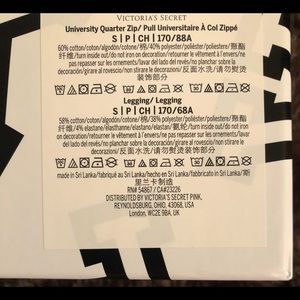 VICTORIA'S SECRET
University Quarter Zip/ Pull Universitaire À Col Zippé
S | P | CH | 170/88A
60% cotton/coton/algodón/cotone/棉/40% polyester/poliéster/poliestere/聚酯
纤维/turn inside out/do not iron on decoration/retourner le vêtement à l'envers/ne
pas repasser sur les ornements/lavar del lado del revés/no planchar sobre la
decoración/girare al rovescio/non stirare la decorazione/反面水洗/请勿熨烫
装饰部分
Legging/ Legging
S | P | CH | 170/68A
58% cotton/coton/algodón/cotone/棉/38% polyester/poliéster/poliestere/聚酯
纤维/4% elastane/élasthanne/elastano/氨纶/turn inside out/do not iron
on decoration/retourner le vêtement à l'envers/ne pas repasser sur les ornements/lavar
del lado del revés/no planchar sobre la decoración/girare al rovescio/non stirare
la decorazione/反面水洗/请勿熨烫装饰部分
made in Sri Lanka/fabriqué au Sri Lanka/hecho en Sri Lanka/fabbricato in Sri Lanka/斯
里兰卡制造
RN# 54867 / CA#23226
DISTRIBUTED BY VICTORIA'S SECRET PINK,
REYNOLDSBURG, OHIO, 43068, USA
London, WC2E 9BA, UK